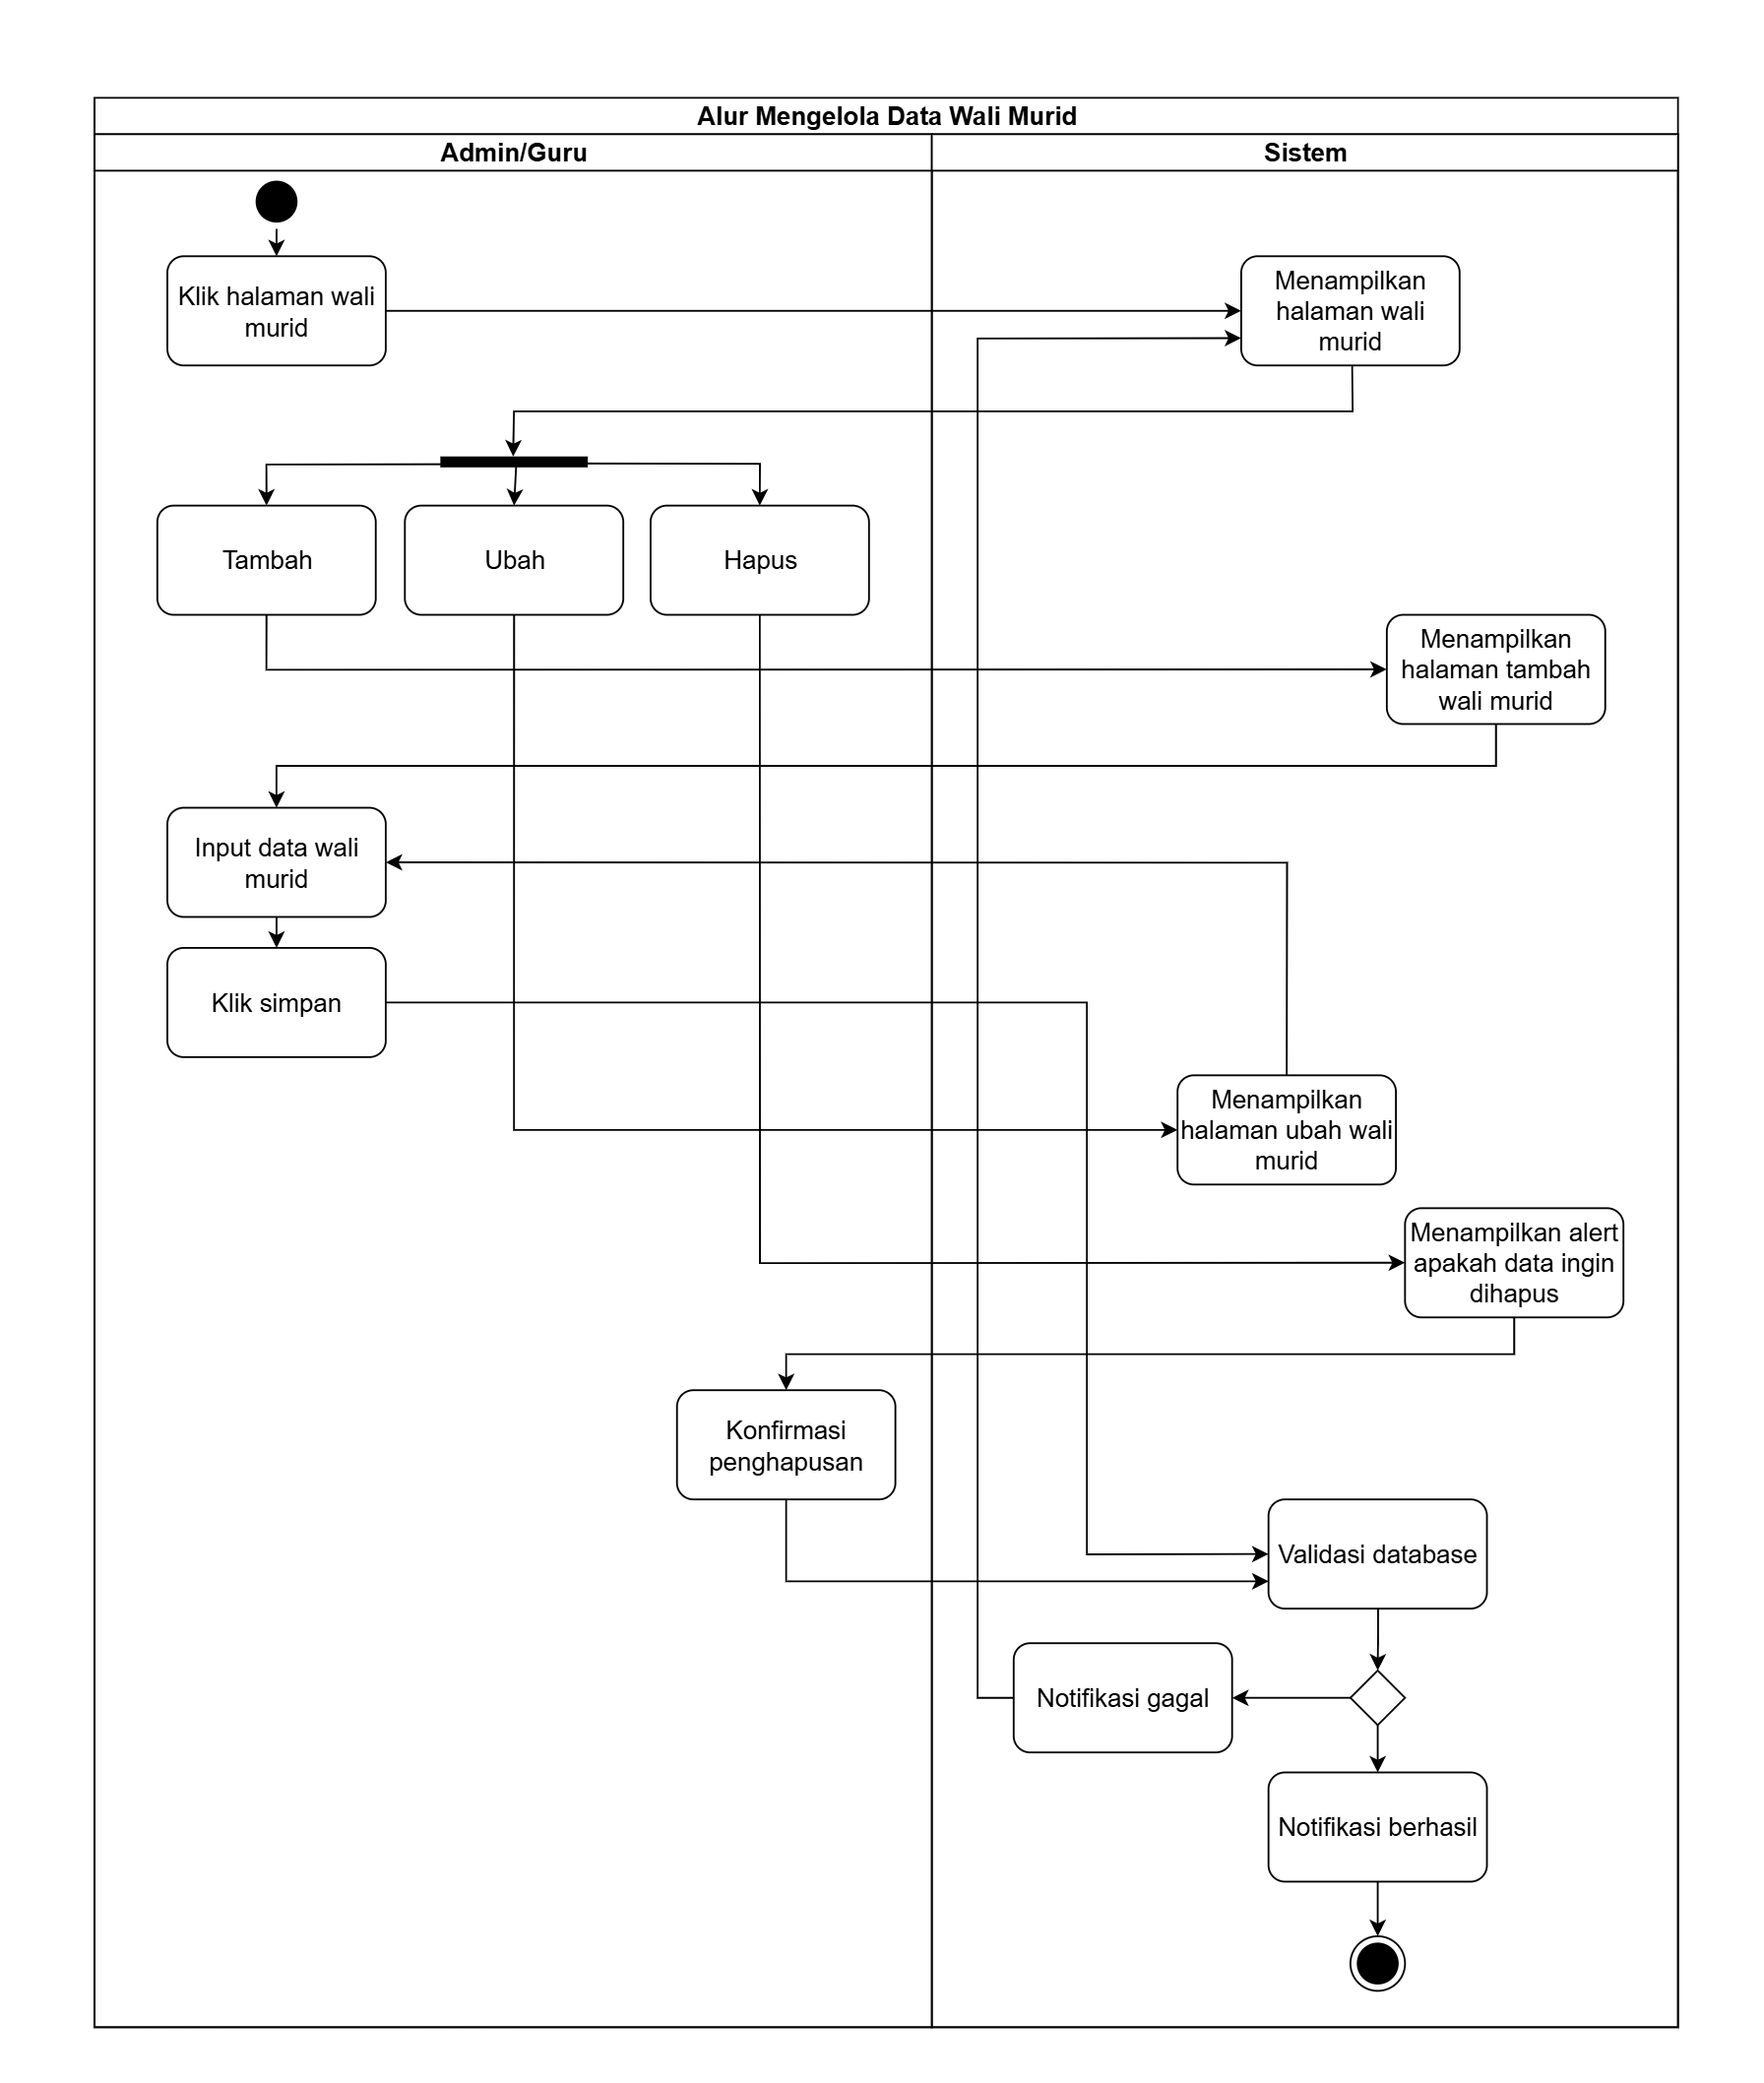 Alur Mengelola Data Wali Murid
Admin/Guru
Sistem
Klik halaman wali
murid
Menampilkan
halaman wali
murid
Tambah
Ubah
Hapus
Menampilkan
halaman tambah
wali murid
Input data wali
murid
Klik simpan
Menampilkan
halaman ubah wali
murid
Menampilkan alert
apakah data ingin
dihapus
Konfirmasi
penghapusan
Validasi database
Notifikasi gagal
Notifikasi berhasil